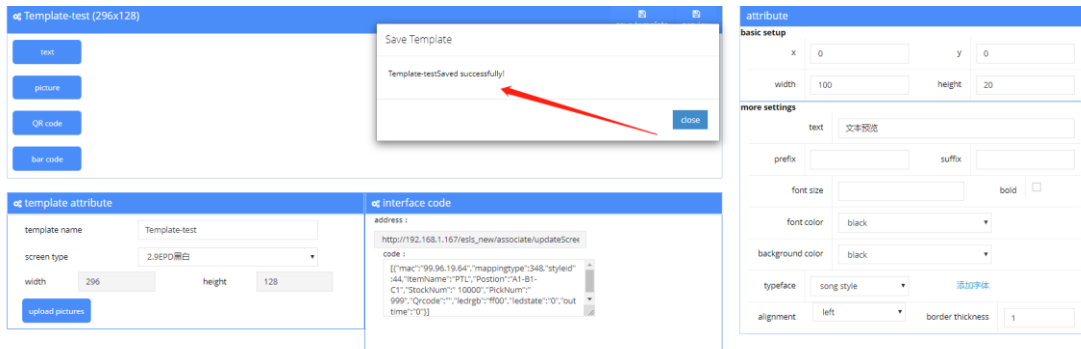 Template-test (296x128)
text
picture
QR code
bar code
Save Template
Template-testSaved successfully!
close
template attribute
template name Template-test
screen type 2.9EPD黑白
width 296 height 128
upload pictures
interface code
address :
http://192.168.1.167/esls_new/associate/updateScree
code :
[{"mac":"99.96.19.64","mappingtype":348,"styleid"
:44,"ItemName":"PTL","Postion":"A1-B1-
C1","StockNum":" 10000","PickNum":"
999","Qrcode":"","ledrgb":"ff00","ledstate":"0","out
time":"0"}]
attribute
basic setup
x 0 y 0
width 100 height 20
more settings
text 文本预览
prefix suffix
font size bold
font color black
background color black
typeface song style 添加字体
alignment left border thickness 1